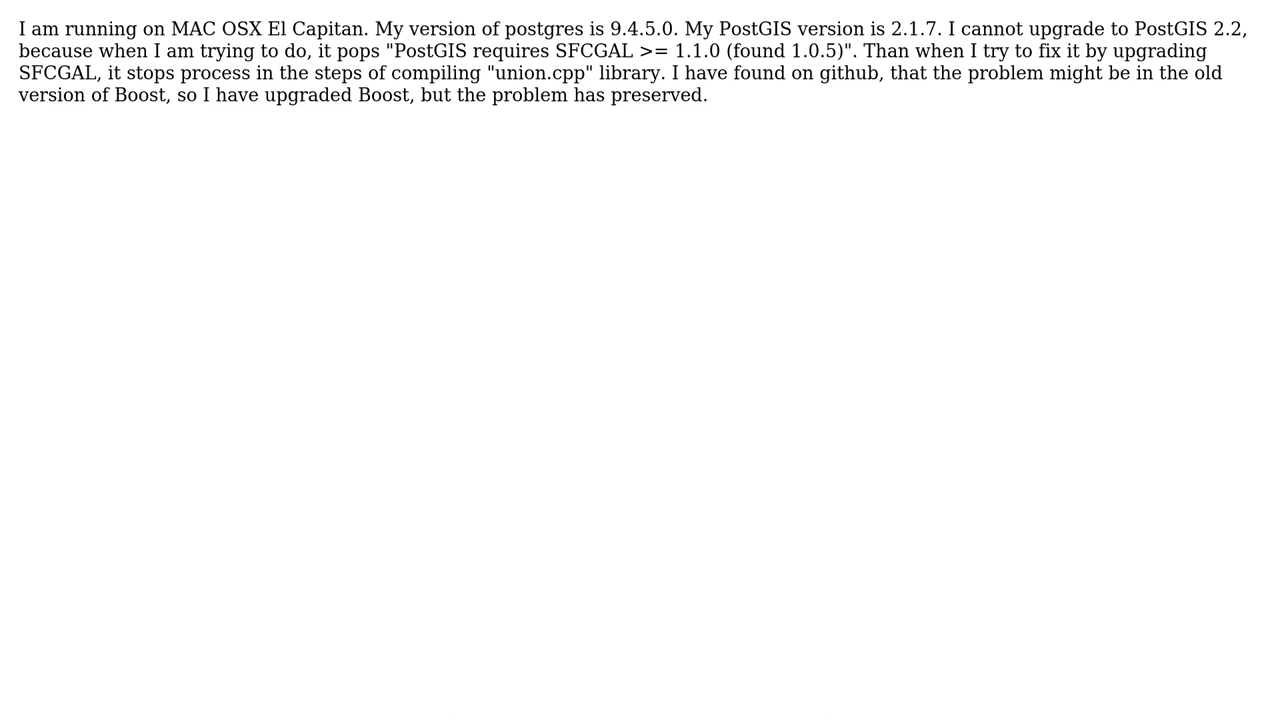 I am running on MAC OSX El Capitan. My version of postgres is 9.4.5.0. My PostGIS version is 2.1.7. I cannot upgrade to PostGIS 2.2,
because when I am trying to do, it pops "PostGIS requires SFCGAL >= 1.1.0 (found 1.0.5)". Than when I try to fix it by upgrading
SFCGAL, it stops process in the steps of compiling "union.cpp" library. I have found on github, that the problem might be in the old
version of Boost, so I have upgraded Boost, but the problem has preserved.